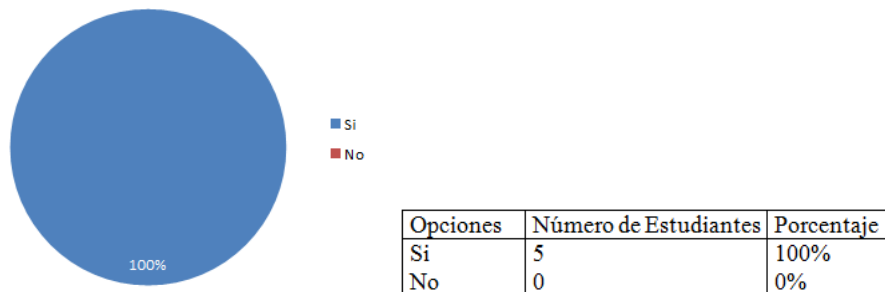 100%
Si
No
Opciones Número de Estudiantes Porcentaje
Si 5 100%
No 0 0%